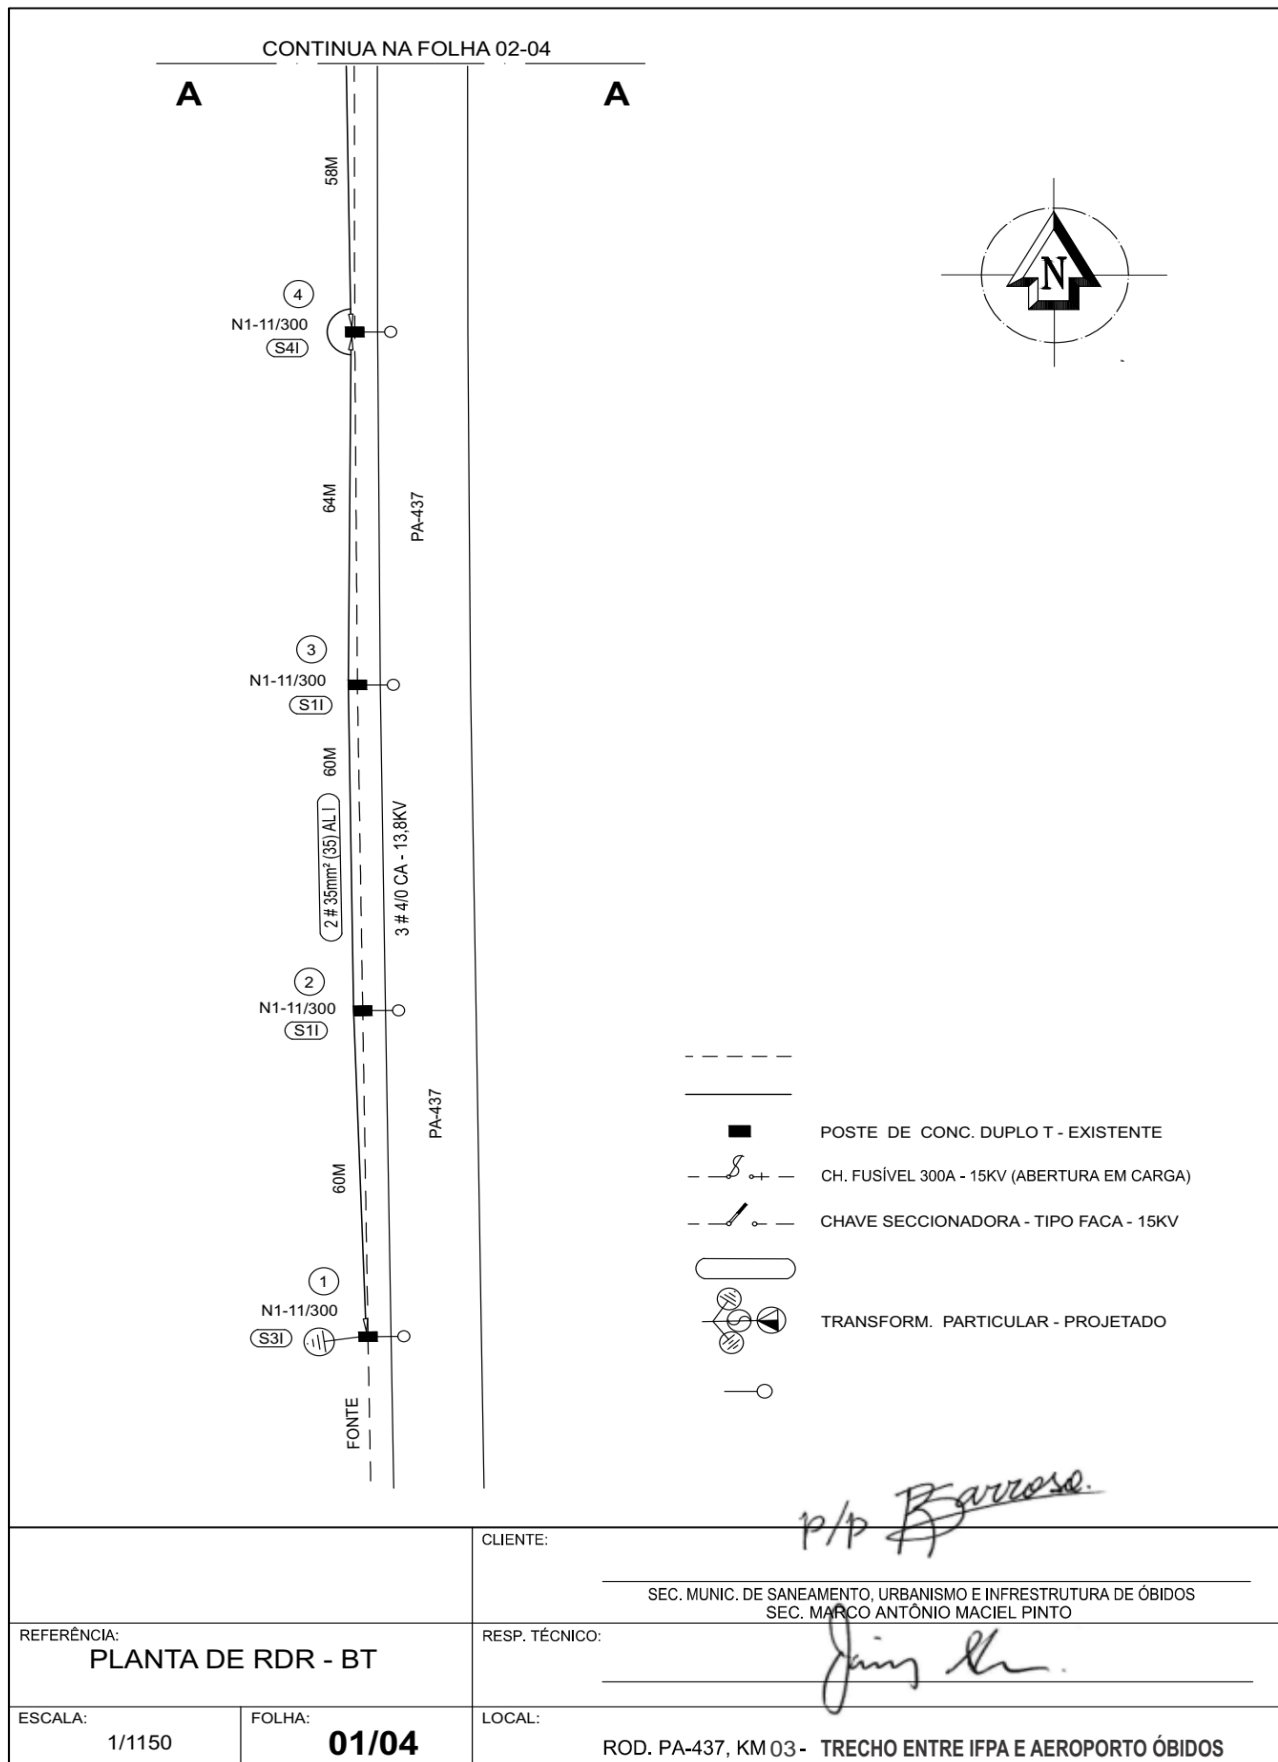 CONTINUA NA FOLHA 02-04
A
A
58M
N
4
N1-11/300
S4I
64M
PA-437
3
N1-11/300
S1I
60M
2 # 35mm² (35) AL I
3 # 4/0 CA - 13,8KV
2
N1-11/300
S1I
PA-437
60M
1
N1-11/300
S3I
FONTE
POSTE DE CONC. DUPLO T - EXISTENTE
CH. FUSÍVEL 300A - 15KV (ABERTURA EM CARGA)
CHAVE SECCIONADORA - TIPO FACA - 15KV
TRANSFORM. PARTICULAR - PROJETADO
p/p Barroso.
CLIENTE:
SEC. MUNIC. DE SANEAMENTO, URBANISMO E INFRESTRUTURA DE ÓBIDOS
SEC. MARCO ANTÔNIO MACIEL PINTO
REFERÊNCIA:
PLANTA DE RDR - BT
RESP. TÉCNICO:
ESCALA:
1/1150
FOLHA:
01/04
LOCAL:
ROD. PA-437, KM 03 - TRECHO ENTRE IFPA E AEROPORTO ÓBIDOS